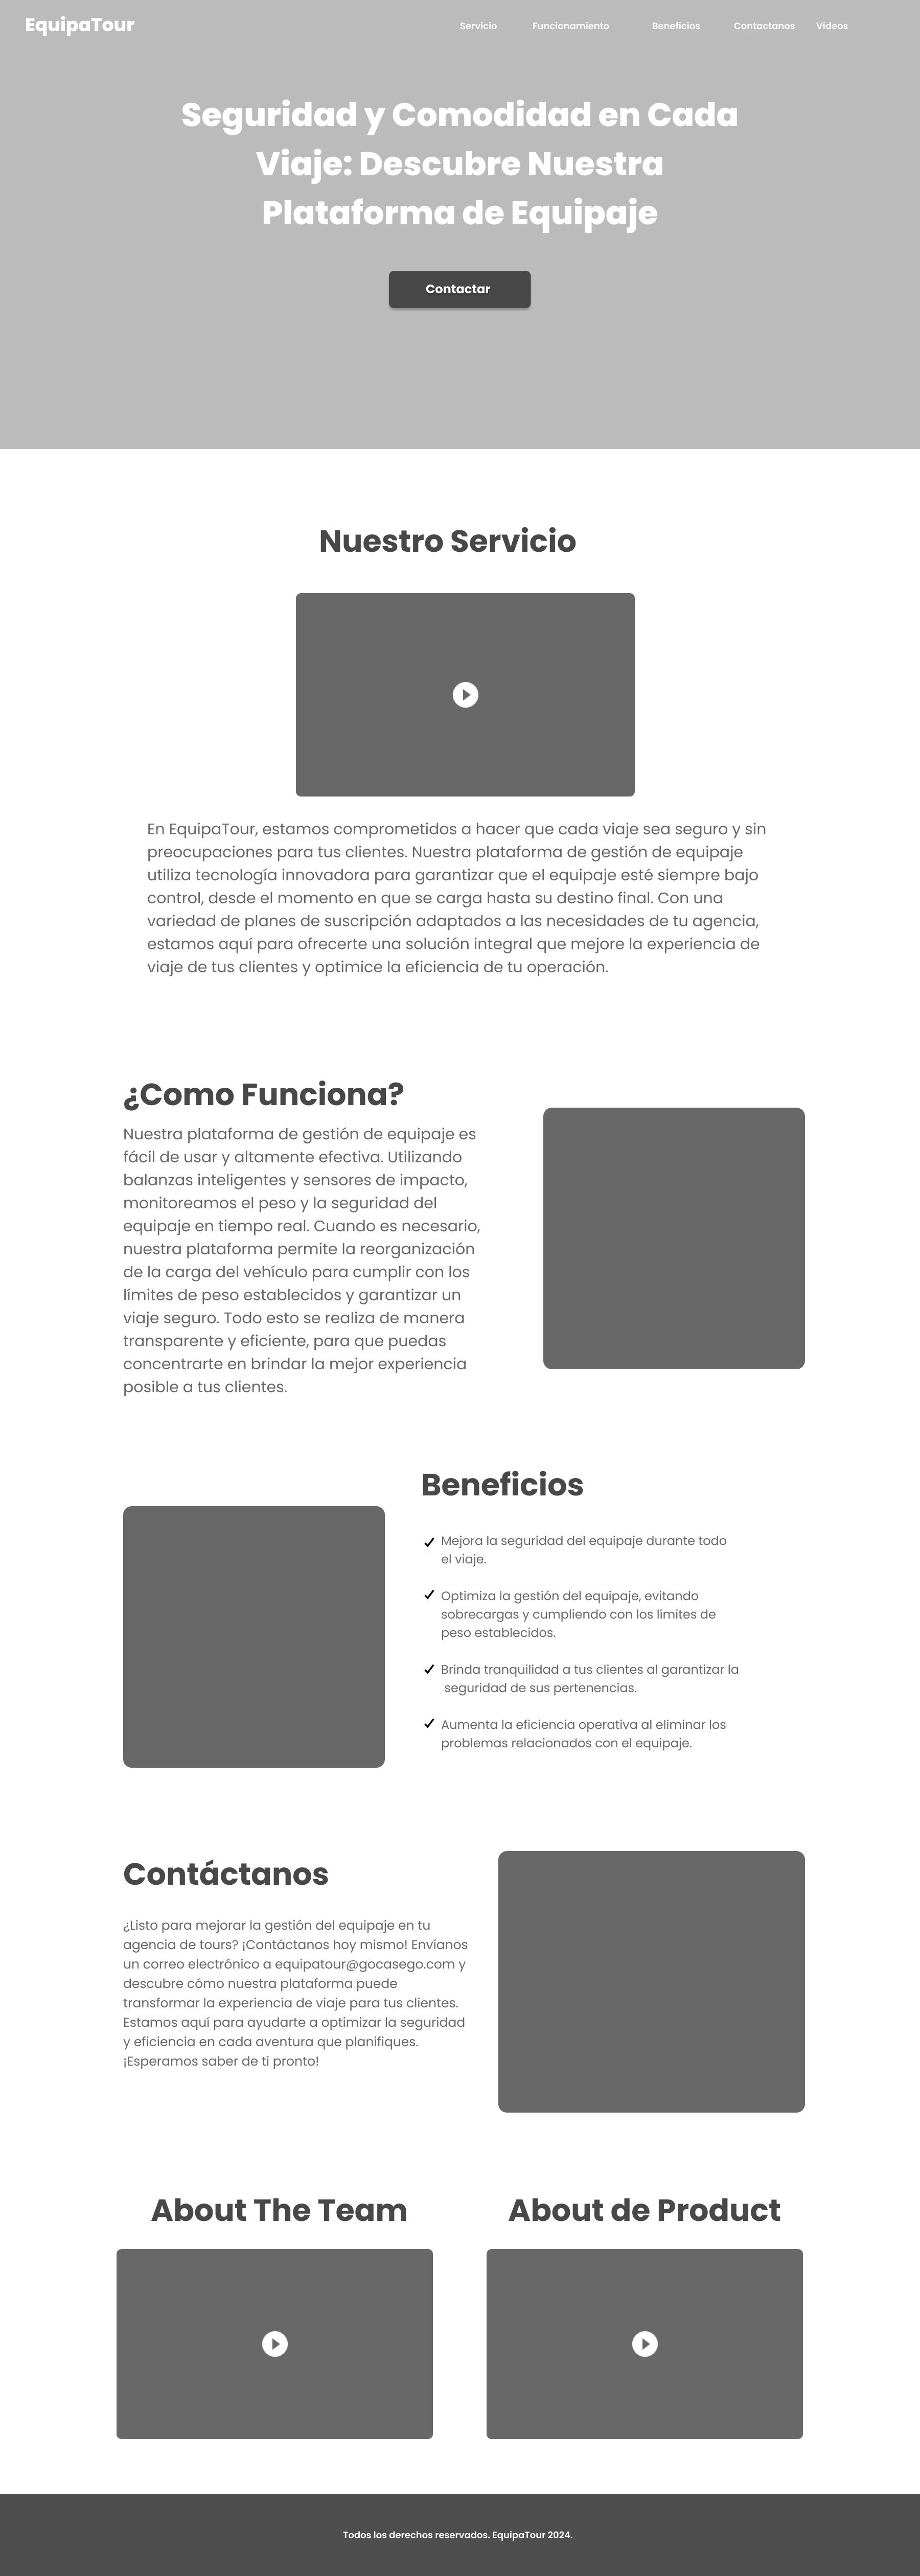 EquipaTour
Servicio Funcionamiento Beneficios Contactanos Videos
Seguridad y Comodidad en Cada
Viaje: Descubre Nuestra
Plataforma de Equipaje
Contactar
Nuestro Servicio
En EquipaTour, estamos comprometidos a hacer que cada viaje sea seguro y sin
preocupaciones para tus clientes. Nuestra plataforma de gestión de equipaje
utiliza tecnología innovadora para garantizar que el equipaje esté siempre bajo
control, desde el momento en que se carga hasta su destino final. Con una
variedad de planes de suscripción adaptados a las necesidades de tu agencia,
estamos aquí para ofrecerte una solución integral que mejore la experiencia de
viaje de tus clientes y optimice la eficiencia de tu operación.
¿Como Funciona?
Nuestra plataforma de gestión de equipaje es
fácil de usar y altamente efectiva. Utilizando
balanzas inteligentes y sensores de impacto,
monitoreamos el peso y la seguridad del
equipaje en tiempo real. Cuando es necesario,
nuestra plataforma permite la reorganización
de la carga del vehículo para cumplir con los
límites de peso establecidos y garantizar un
viaje seguro. Todo esto se realiza de manera
transparente y eficiente, para que puedas
concentrarte en brindar la mejor experiencia
posible a tus clientes.
Beneficios
Mejora la seguridad del equipaje durante todo
el viaje.
Optimiza la gestión del equipaje, evitando
sobrecargas y cumpliendo con los límites de
peso establecidos.
Brinda tranquilidad a tus clientes al garantizar la
seguridad de sus pertenencias.
Aumenta la eficiencia operativa al eliminar los
problemas relacionados con el equipaje.
Contáctanos
¿Listo para mejorar la gestión del equipaje en tu
agencia de tours? ¡Contáctanos hoy mismo! Envíanos
un correo electrónico a equipatour@gocasego.com y
descubre cómo nuestra plataforma puede
transformar la experiencia de viaje para tus clientes.
Estamos aquí para ayudarte a optimizar la seguridad
y eficiencia en cada aventura que planifiques.
¡Esperamos saber de ti pronto!
About The Team
About de Product
Todos los derechos reservados. EquipaTour 2024.